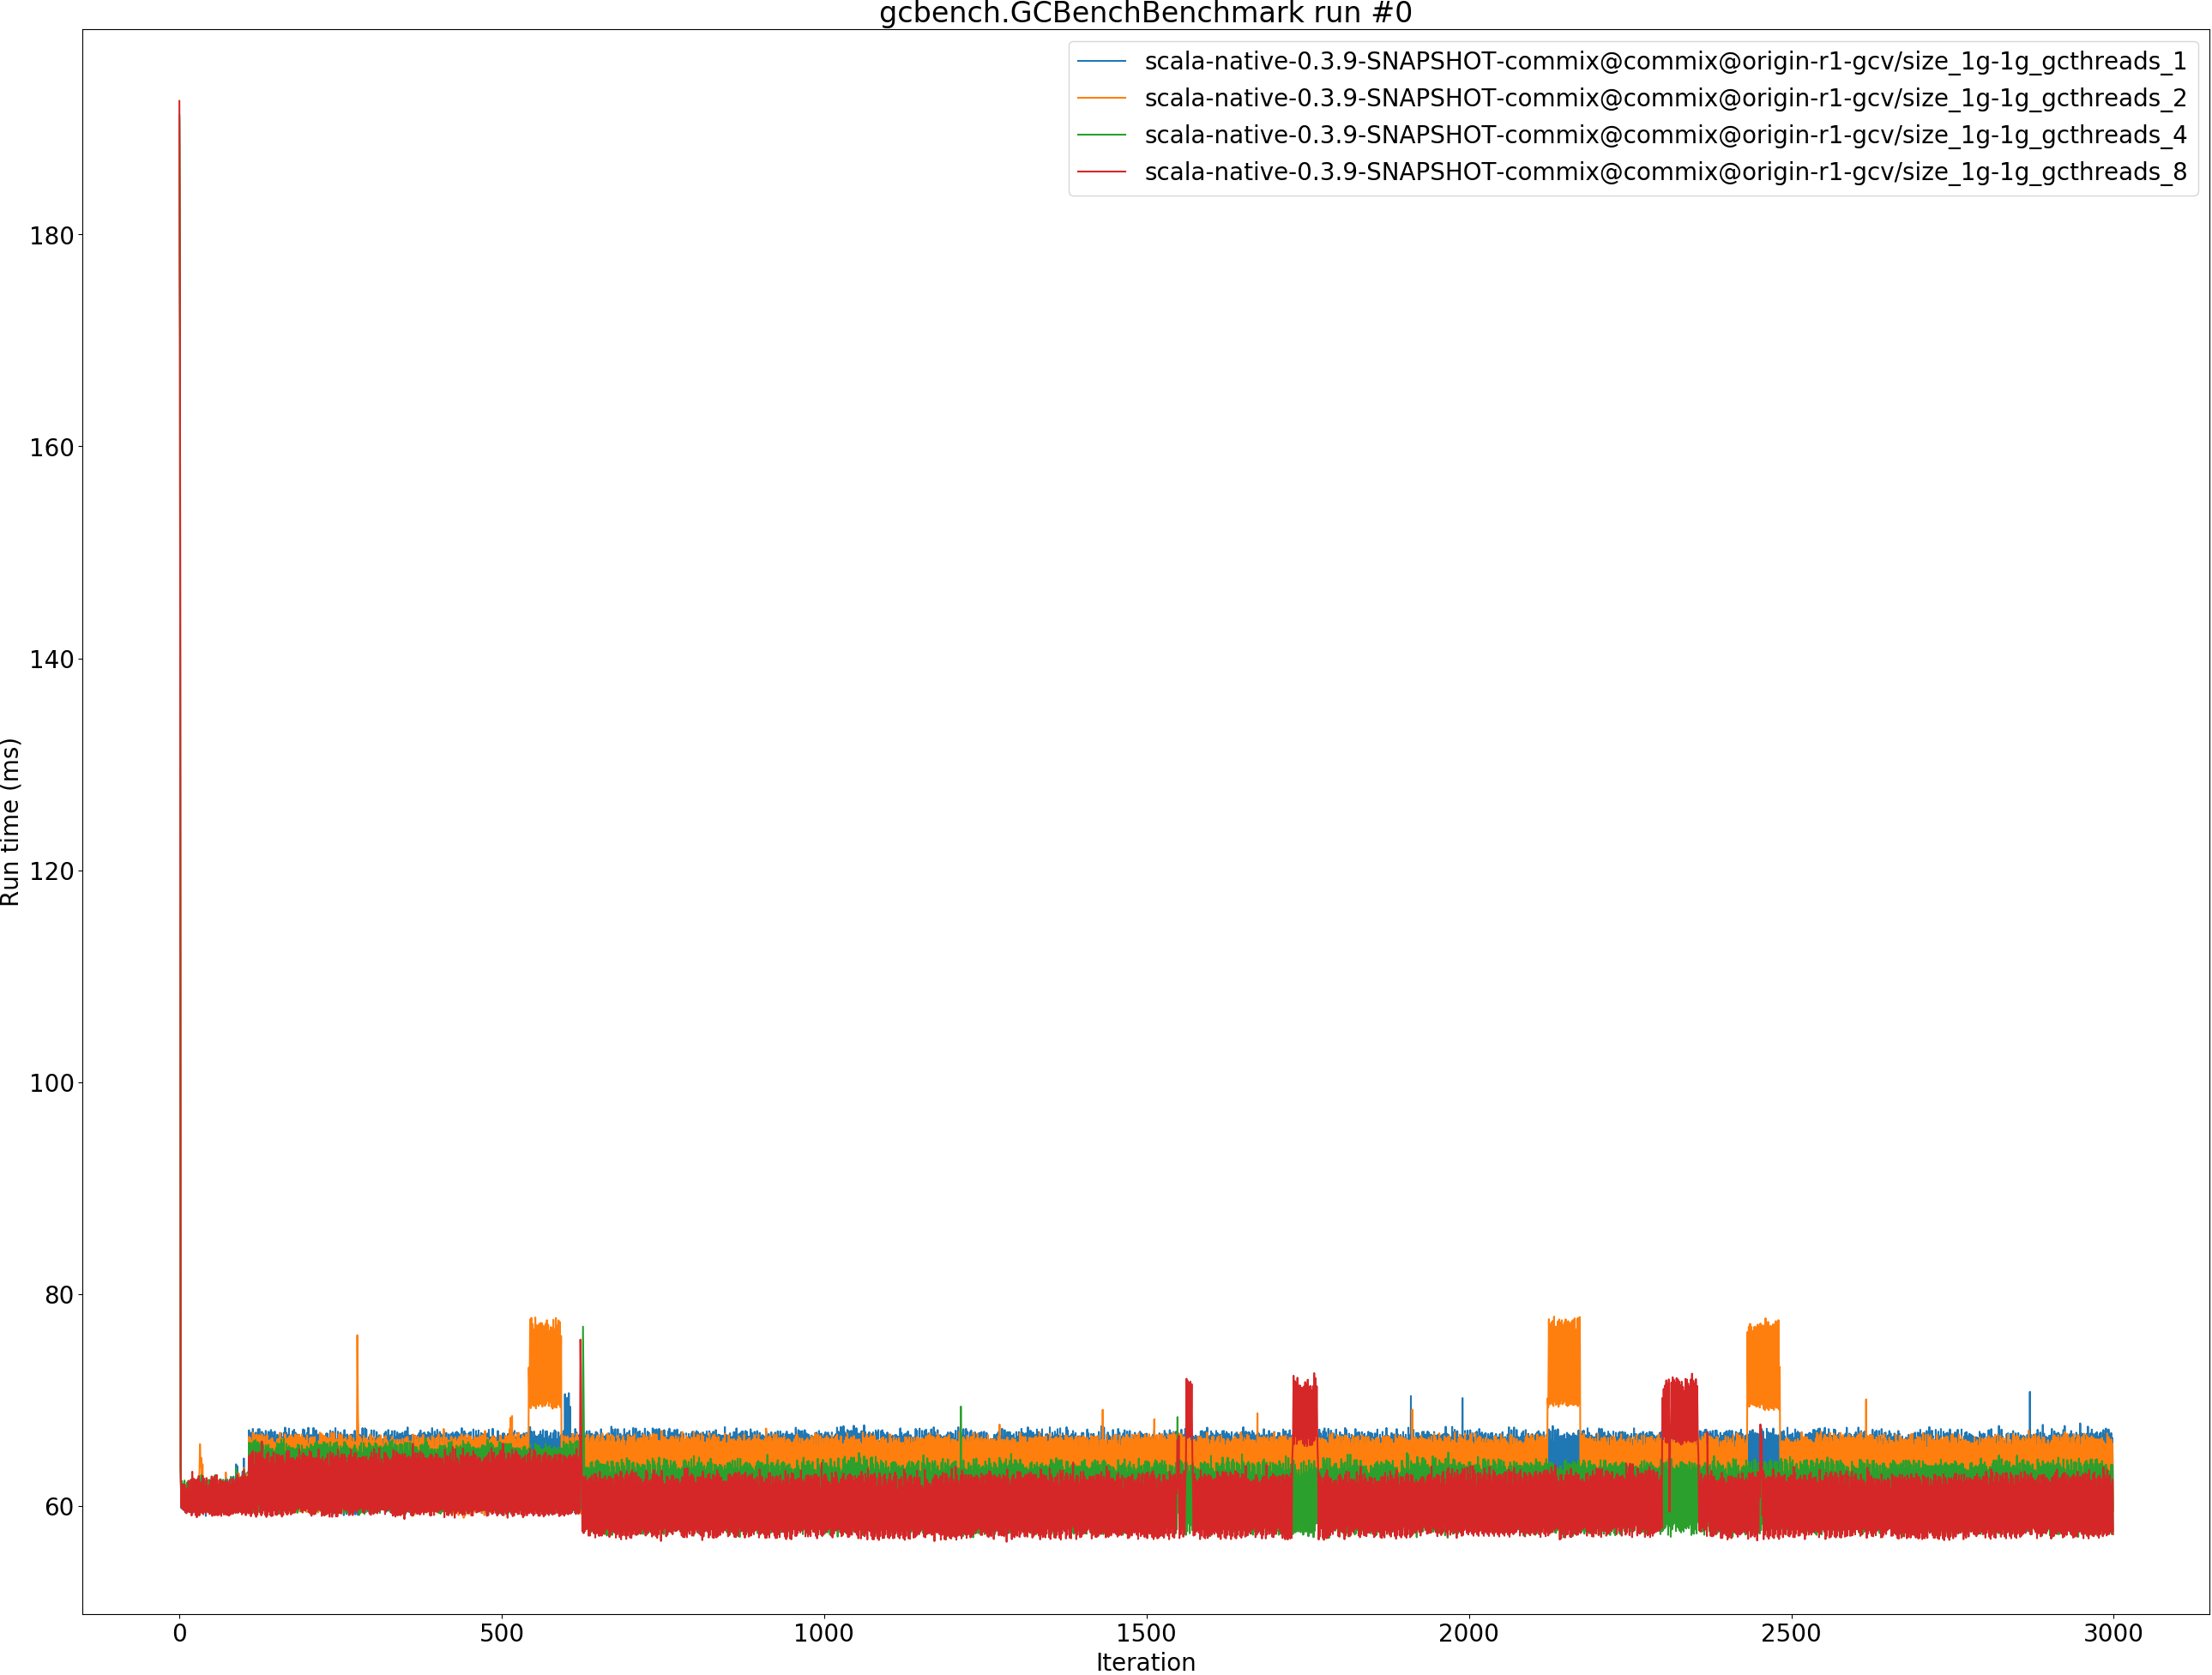 gcbench.GCBenchBenchmark run #0
scala-native-0.3.9-SNAPSHOT-commix@commix@origin-r1-gcv/size_1g-1g_gcthreads_1
scala-native-0.3.9-SNAPSHOT-commix@commix@origin-r1-gcv/size_1g-1g_gcthreads_2
scala-native-0.3.9-SNAPSHOT-commix@commix@origin-r1-gcv/size_1g-1g_gcthreads_4
scala-native-0.3.9-SNAPSHOT-commix@commix@origin-r1-gcv/size_1g-1g_gcthreads_8
180
160
140
120
100
80
60
Run time (ms)
0 500 1000 1500 2000 2500 3000
Iteration